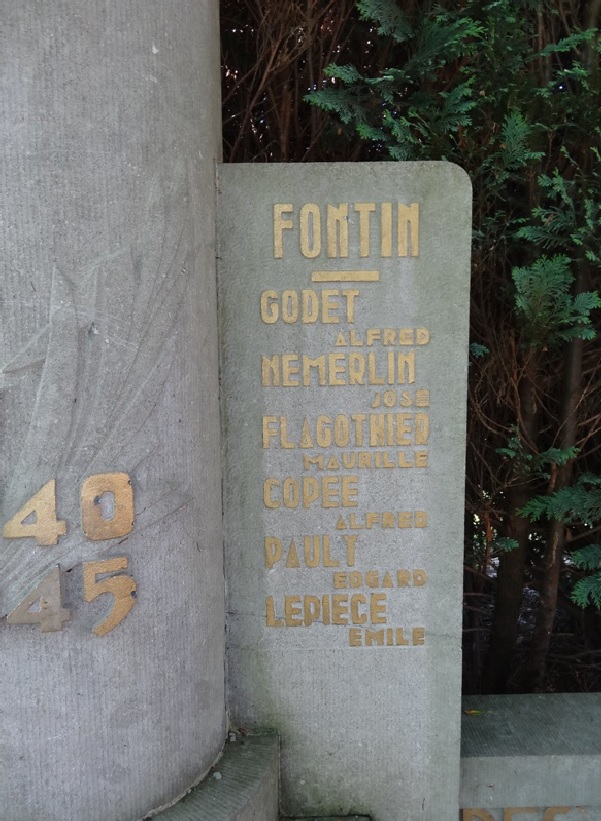 40
45
FONTIN
GODET
ALFRED
NEMERLIN
JOSE
FLAGOTHIER
MAURILLE
COPEE
ALFRED
PAULY
EDGARD
LEPIECE
EMILE